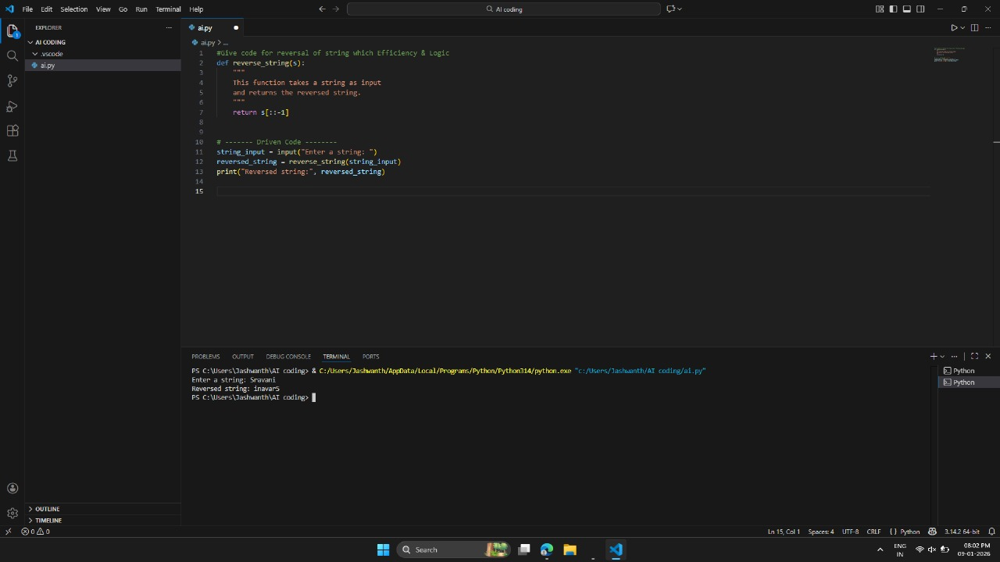 File Edit Selection View Go Run Terminal Help
AI coding
EXPLORER
1
AI CODING
.vscode
ai.py
OUTLINE
TIMELINE
ai.py
ai.py > ...
1 #Give code for reversal of string which Efficiency & Logic
2 def reverse_string(s):
3 """
4 This function takes a string as input
5 and returns the reversed string.
6 """
7 return s[::-1]
8
9
10 # ------- Driven Code --------
11 string_input = input("Enter a string: ")
12 reversed_string = reverse_string(string_input)
13 print("Reversed string:", reversed_string)
14
15
PROBLEMS OUTPUT DEBUG CONSOLE TERMINAL PORTS
PS C:\Users\Jashwanth\AI coding> & C:/Users/Jashwanth/AppData/Local/Programs/Python/Python314/python.exe "c:/Users/Jashwanth/AI coding/ai.py"
Enter a string: Sravani
Reversed string: inavarS
PS C:\Users\Jashwanth\AI coding>
Python
Python
0 0
Ln 15, Col 1 Spaces: 4 UTF-8 CRLF { } Python 3.14.2 64-bit
Search
ENG
IN
08:02 PM
09-01-2026